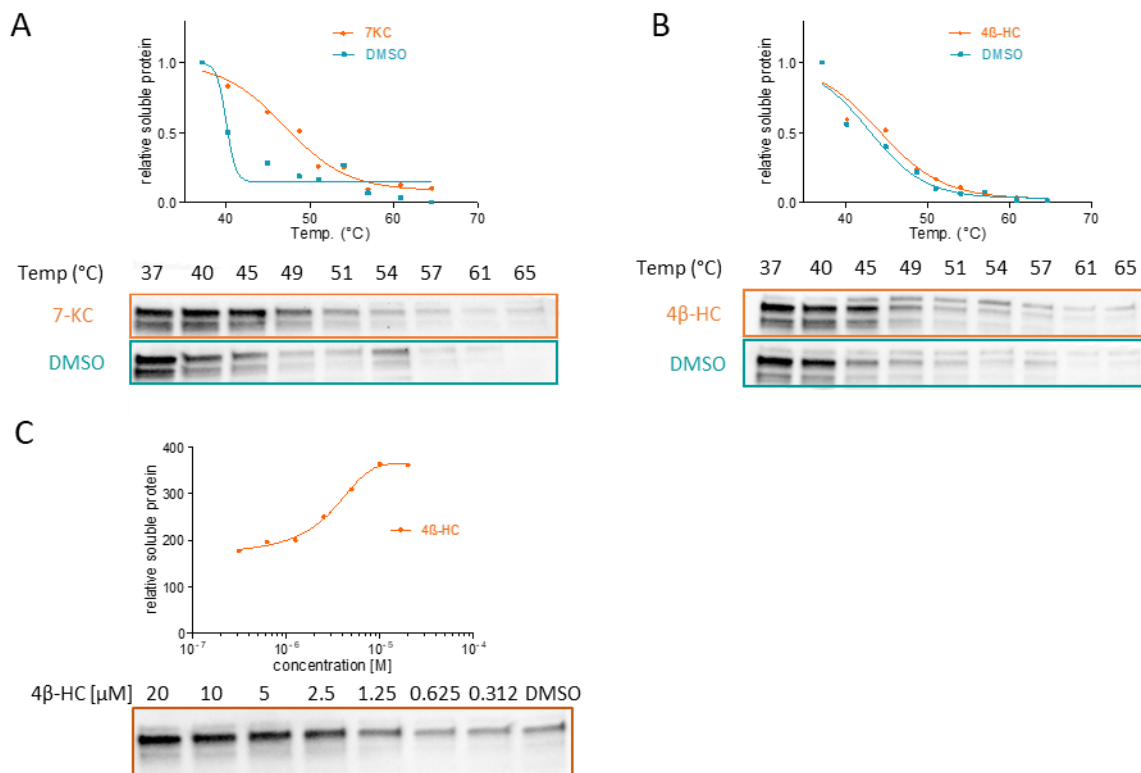 A
7KC
DMSO
relative soluble protein
1.0
0.5
0.0
40 50 60 70
Temp. (°C)
Temp (°C) 37 40 45 49 51 54 57 61 65
7-KC
DMSO
B
4ß-HC
DMSO
relative soluble protein
1.0
0.5
0.0
40 50 60 70
Temp. (°C)
Temp (°C) 37 40 45 49 51 54 57 61 65
4β-HC
DMSO
C
400
300
200
100
0
relative soluble protein
4ß-HC
10-7 10-6 10-5 10-4
concentration [M]
4β-HC [µM] 20 10 5 2.5 1.25 0.625 0.312 DMSO